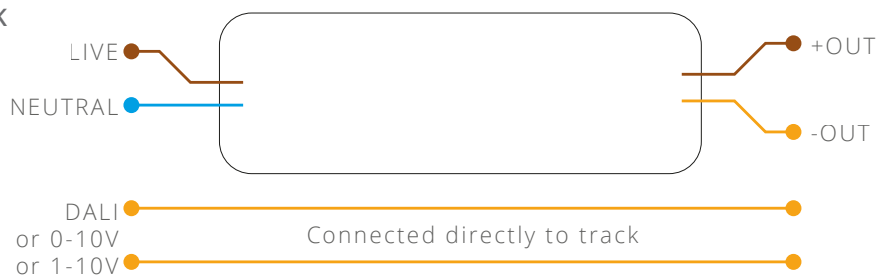 LIVE
+OUT
NEUTRAL
-OUT
DALI
or 0-10V
or 1-10V
Connected directly to track